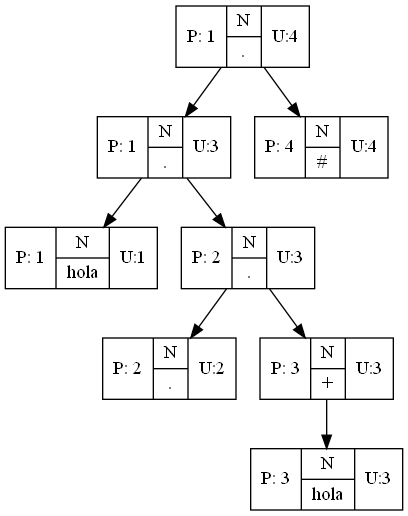 N
P: 1 U:4
.
N N
P: 1 U:3 P: 4 U:4
. #
N N
P: 1 U:1 P: 2 U:3
hola .
N N
P: 2 U:2 P: 3 U:3
. +
N
P: 3 U:3
hola